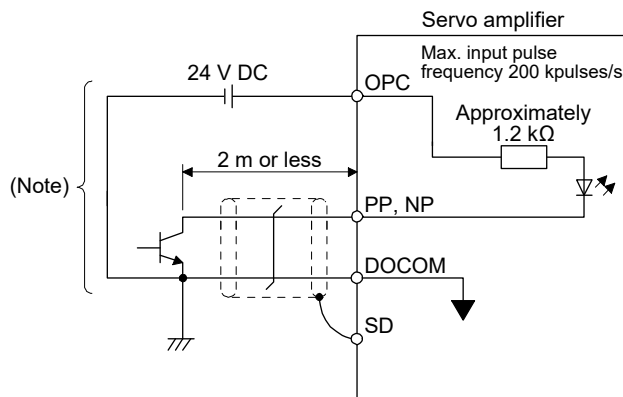 Servo amplifier
Max. input pulse
frequency 200 kpulses/s
24 V DC
OPC
Approximately
1.2 kΩ
2 m or less
(Note)
PP, NP
DOCOM
SD